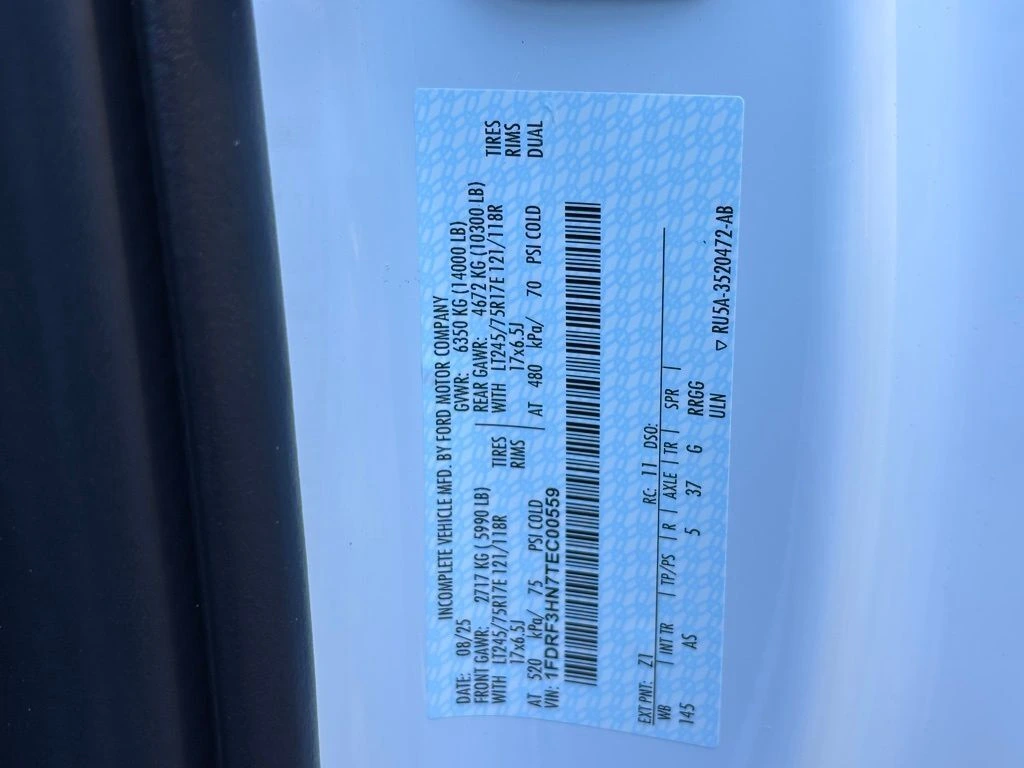 INCOMPLETE VEHICLE MFD. BY FORD MOTOR COMPANY
DATE: 08/25 GVWR: 6350 KG (14000 LB)
FRONT GAWR: 2717 KG ( 5990 LB) REAR GAWR: 4672 KG (10300 LB)
WITH LT245/75R17E 121/118R TIRES WITH LT245/75R17E 121/118R TIRES
17x6.5J RIMS 17x6.5J RIMS
AT 520 kPa/ 75 PSI COLD AT 480 kPa/ 70 PSI COLD DUAL
VIN: 1FDRF3HN7TEC00559
EXT PNT: Z1 RC: 11 DSO:
WB INT TR TP/PS R AXLE TR SPR
145 AS 5 37 G RRGG
ULN
▽ RU5A-3520472-AB